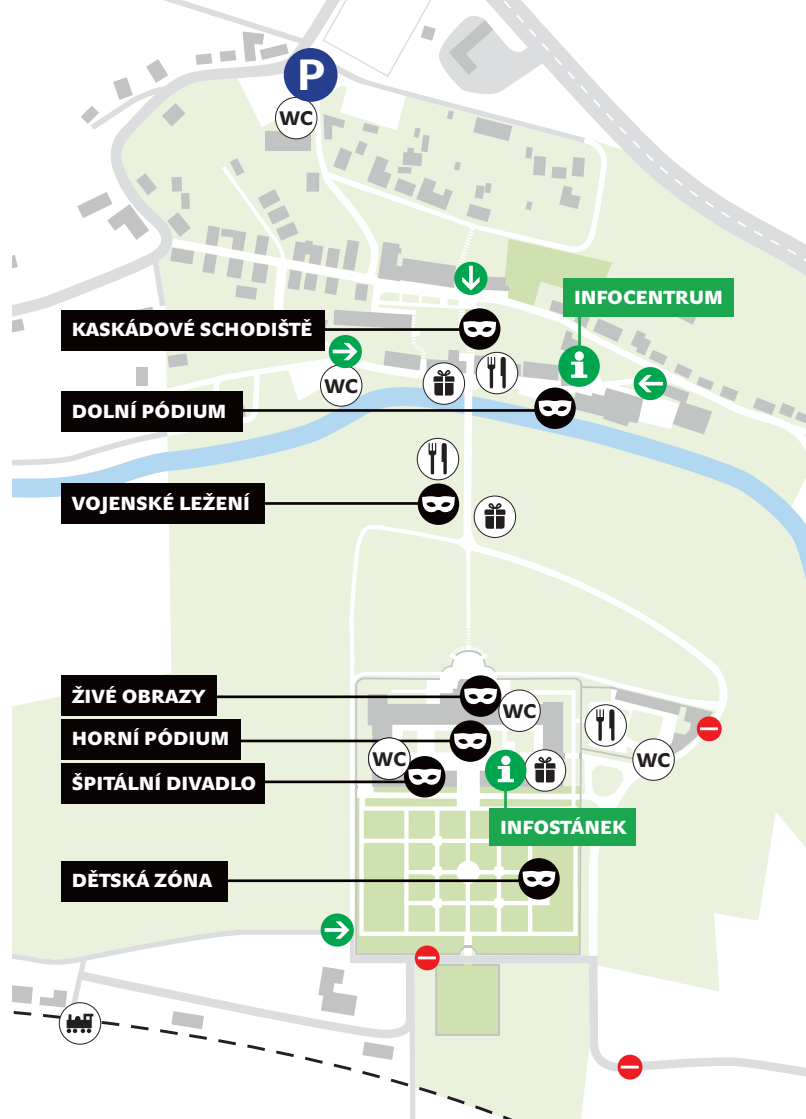 P
WC
INFOCENTRUM
KASKÁDOVÉ SCHODIŠTĚ
i
WC
DOLNÍ PÓDIUM
VOJENSKÉ LEŽENÍ
ŽIVÉ OBRAZY
WC
HORNÍ PÓDIUM
WC
WC
ŠPITÁLNÍ DIVADLO
i
INFOSTÁNEK
DĚTSKÁ ZÓNA